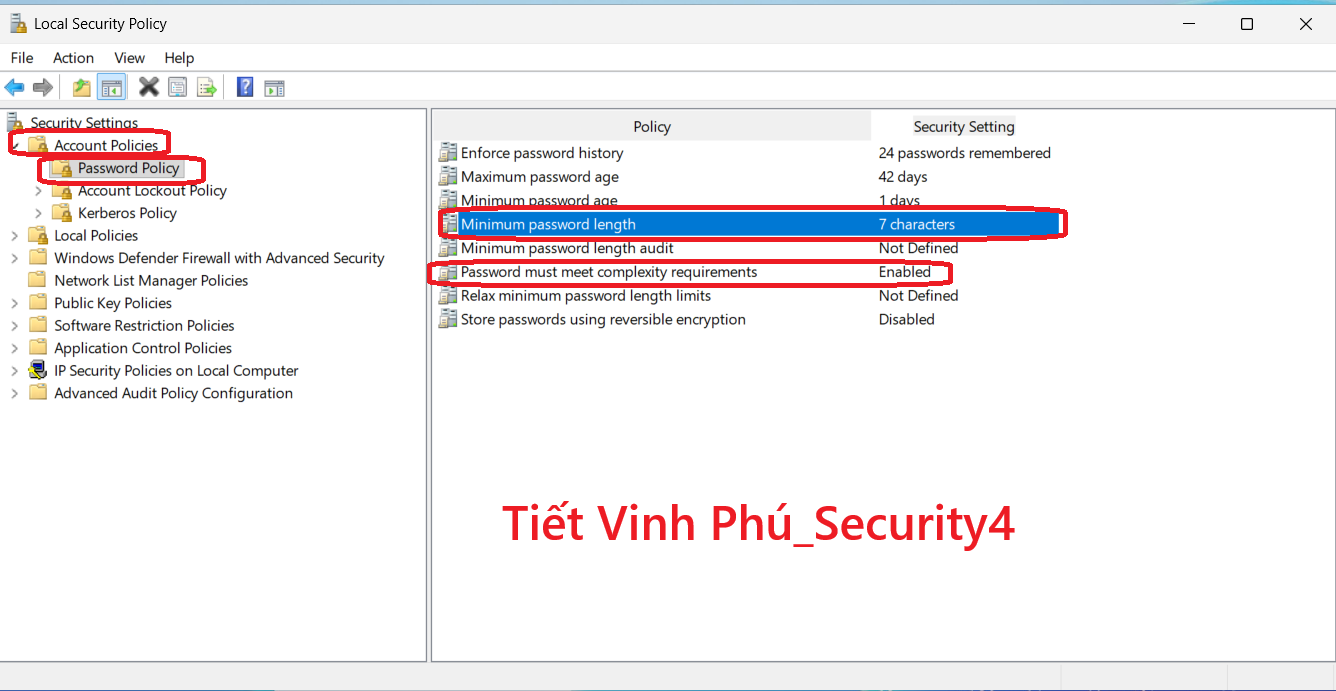 Local Security Policy
File Action View Help
Security Settings
Account Policies
Password Policy
Account Lockout Policy
Kerberos Policy
Local Policies
Windows Defender Firewall with Advanced Security
Network List Manager Policies
Public Key Policies
Software Restriction Policies
Application Control Policies
IP Security Policies on Local Computer
Advanced Audit Policy Configuration
Policy Security Setting
Enforce password history 24 passwords remembered
Maximum password age 42 days
Minimum password age 1 days
Minimum password length 7 characters
Minimum password length audit Not Defined
Password must meet complexity requirements Enabled
Relax minimum password length limits Not Defined
Store passwords using reversible encryption Disabled
Tiết Vinh Phú_Security4